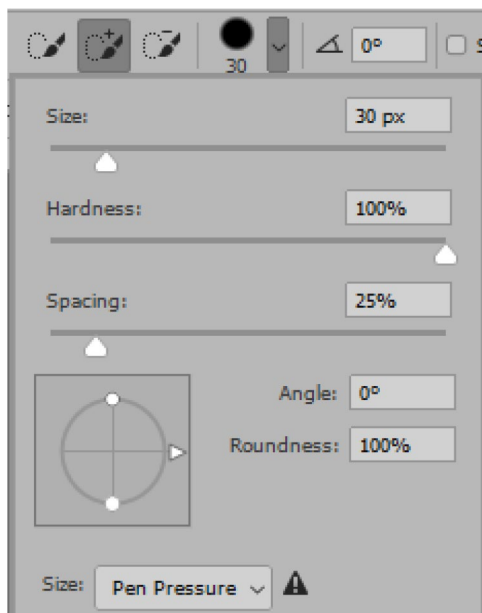 30
0°
Size: 30 px
Hardness: 100%
Spacing: 25%
Angle: 0°
Roundness: 100%
Size: Pen Pressure